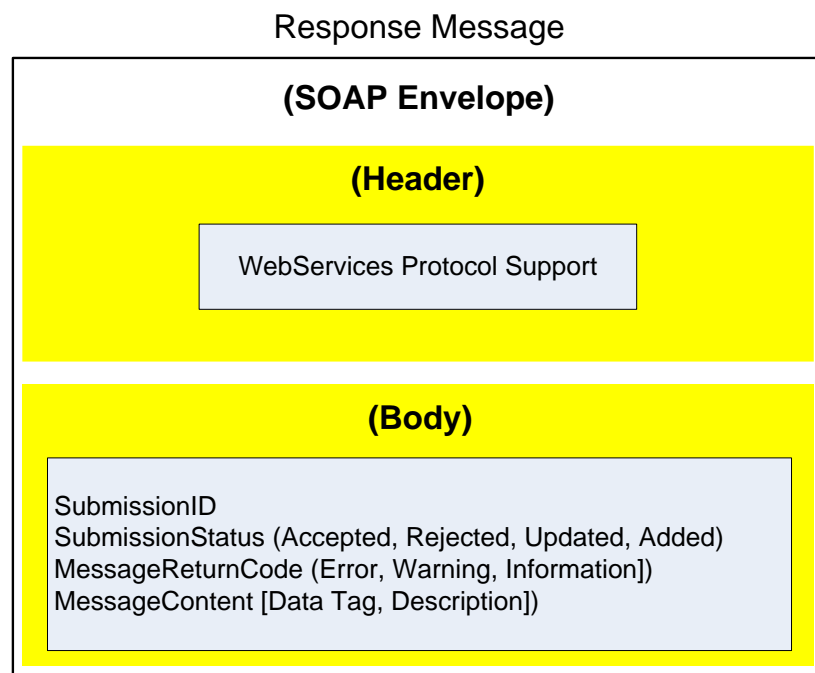 Response Message
(SOAP Envelope)
(Header)
WebServices Protocol Support
(Body)
SubmissionID
SubmissionStatus (Accepted, Rejected, Updated, Added)
MessageReturnCode (Error, Warning, Information])
MessageContent [Data Tag, Description])